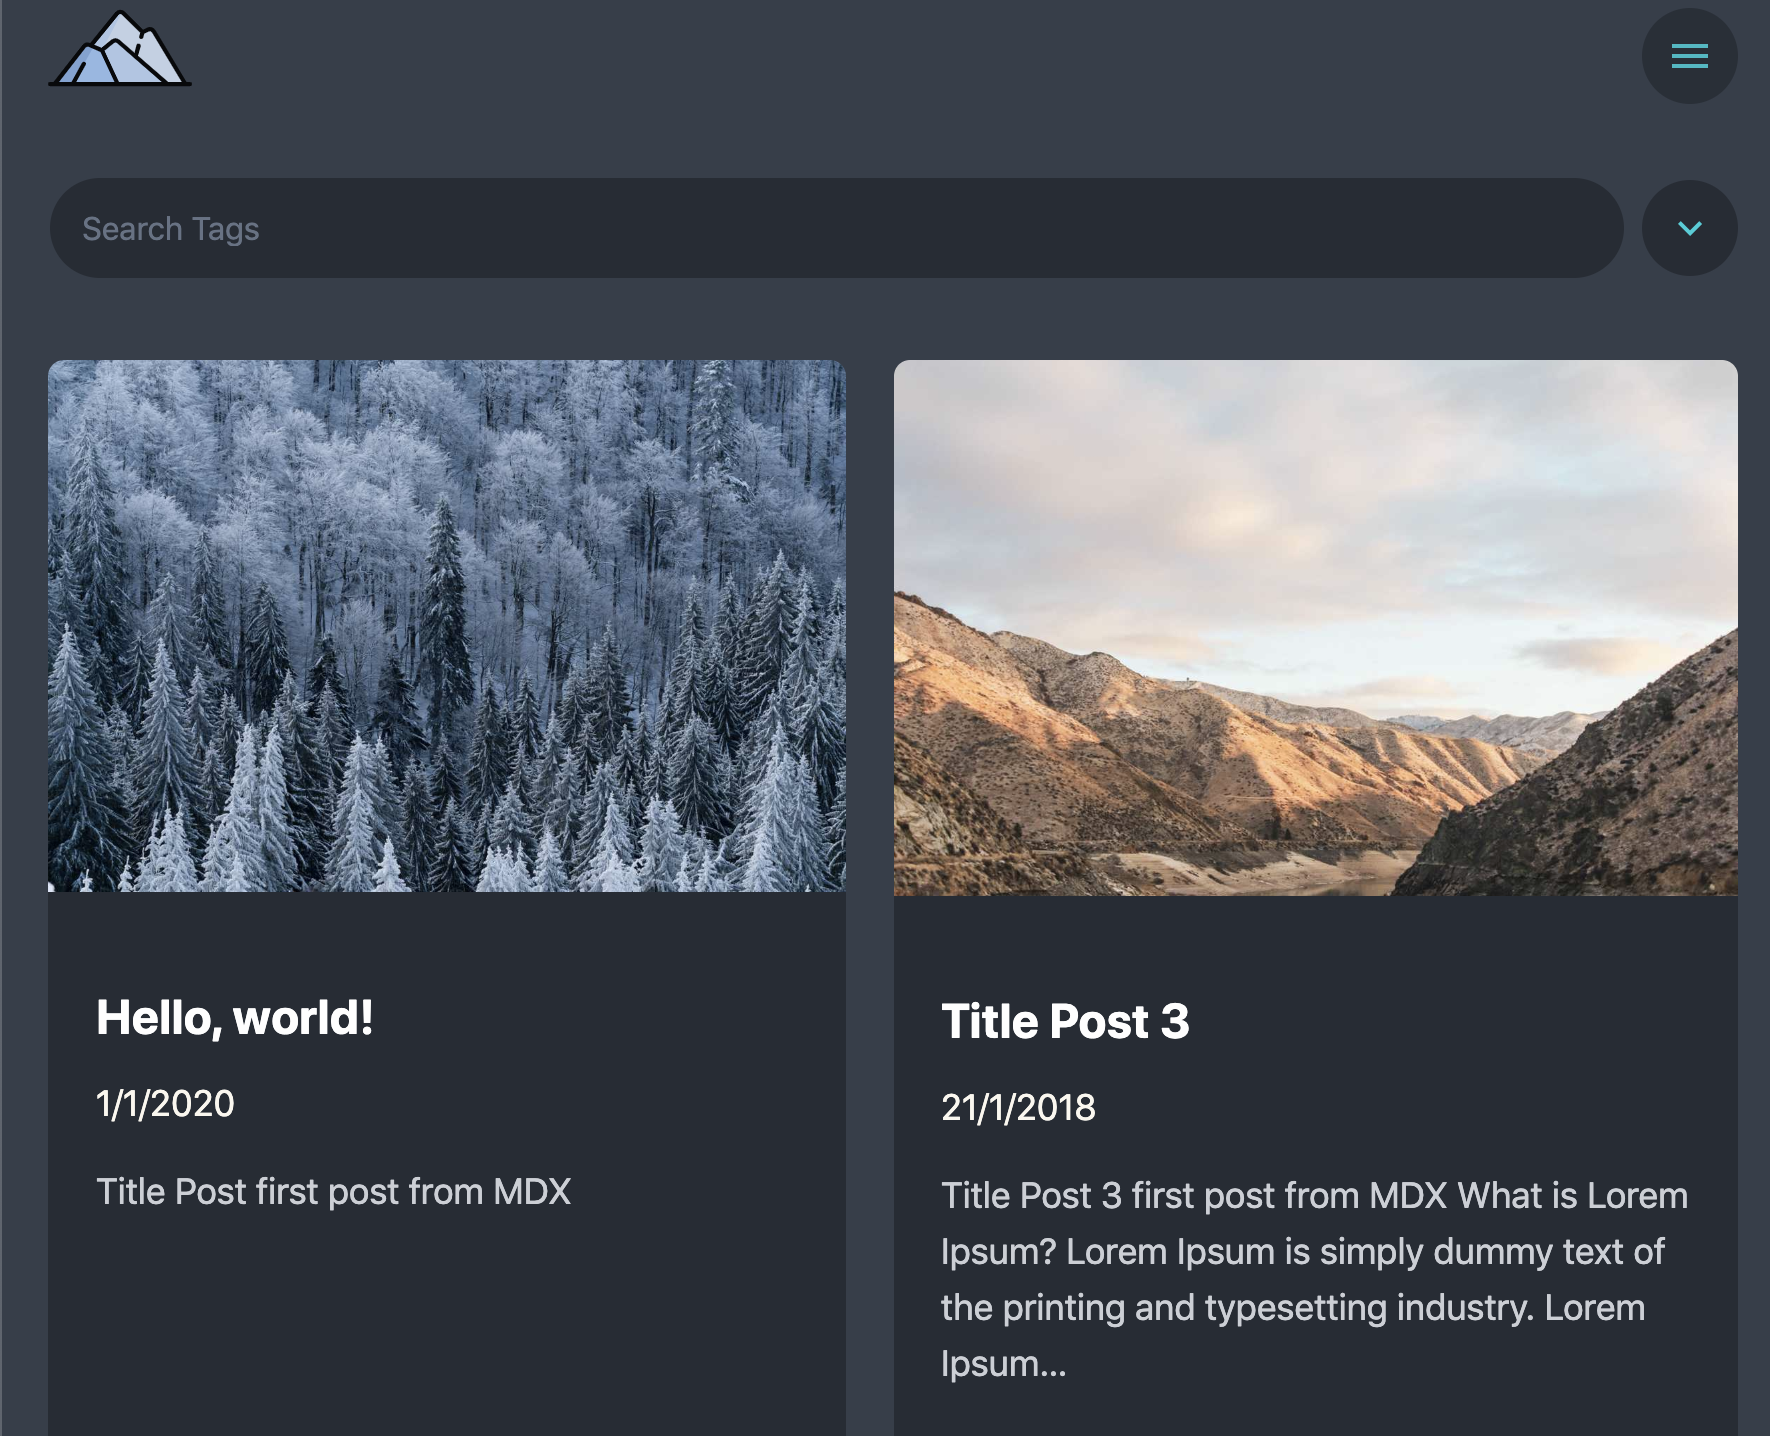 Search Tags
Hello, world!
1/1/2020
Title Post first post from MDX
Title Post 3
21/1/2018
Title Post 3 first post from MDX What is Lorem
Ipsum? Lorem Ipsum is simply dummy text of
the printing and typesetting industry. Lorem
Ipsum...